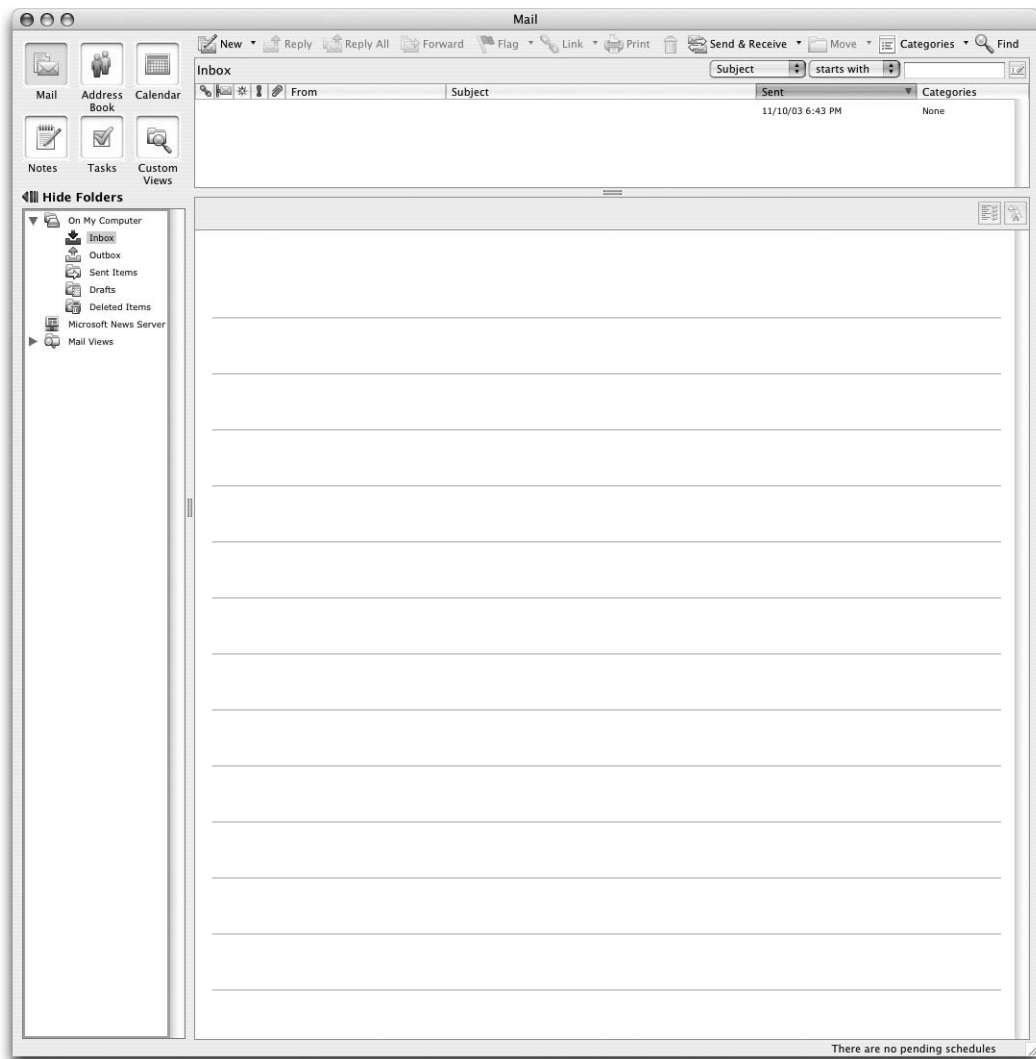 Mail
New Reply Reply All Forward Flag Link Print Send & Receive Move Categories Find
Mail Address Book Calendar
Notes Tasks Custom Views
Inbox Subject starts with
From Subject Sent Categories
11/10/03 6:43 PM None
Hide Folders
On My Computer
Inbox
Outbox
Sent Items
Drafts
Deleted Items
Microsoft News Server
Mail Views
There are no pending schedules